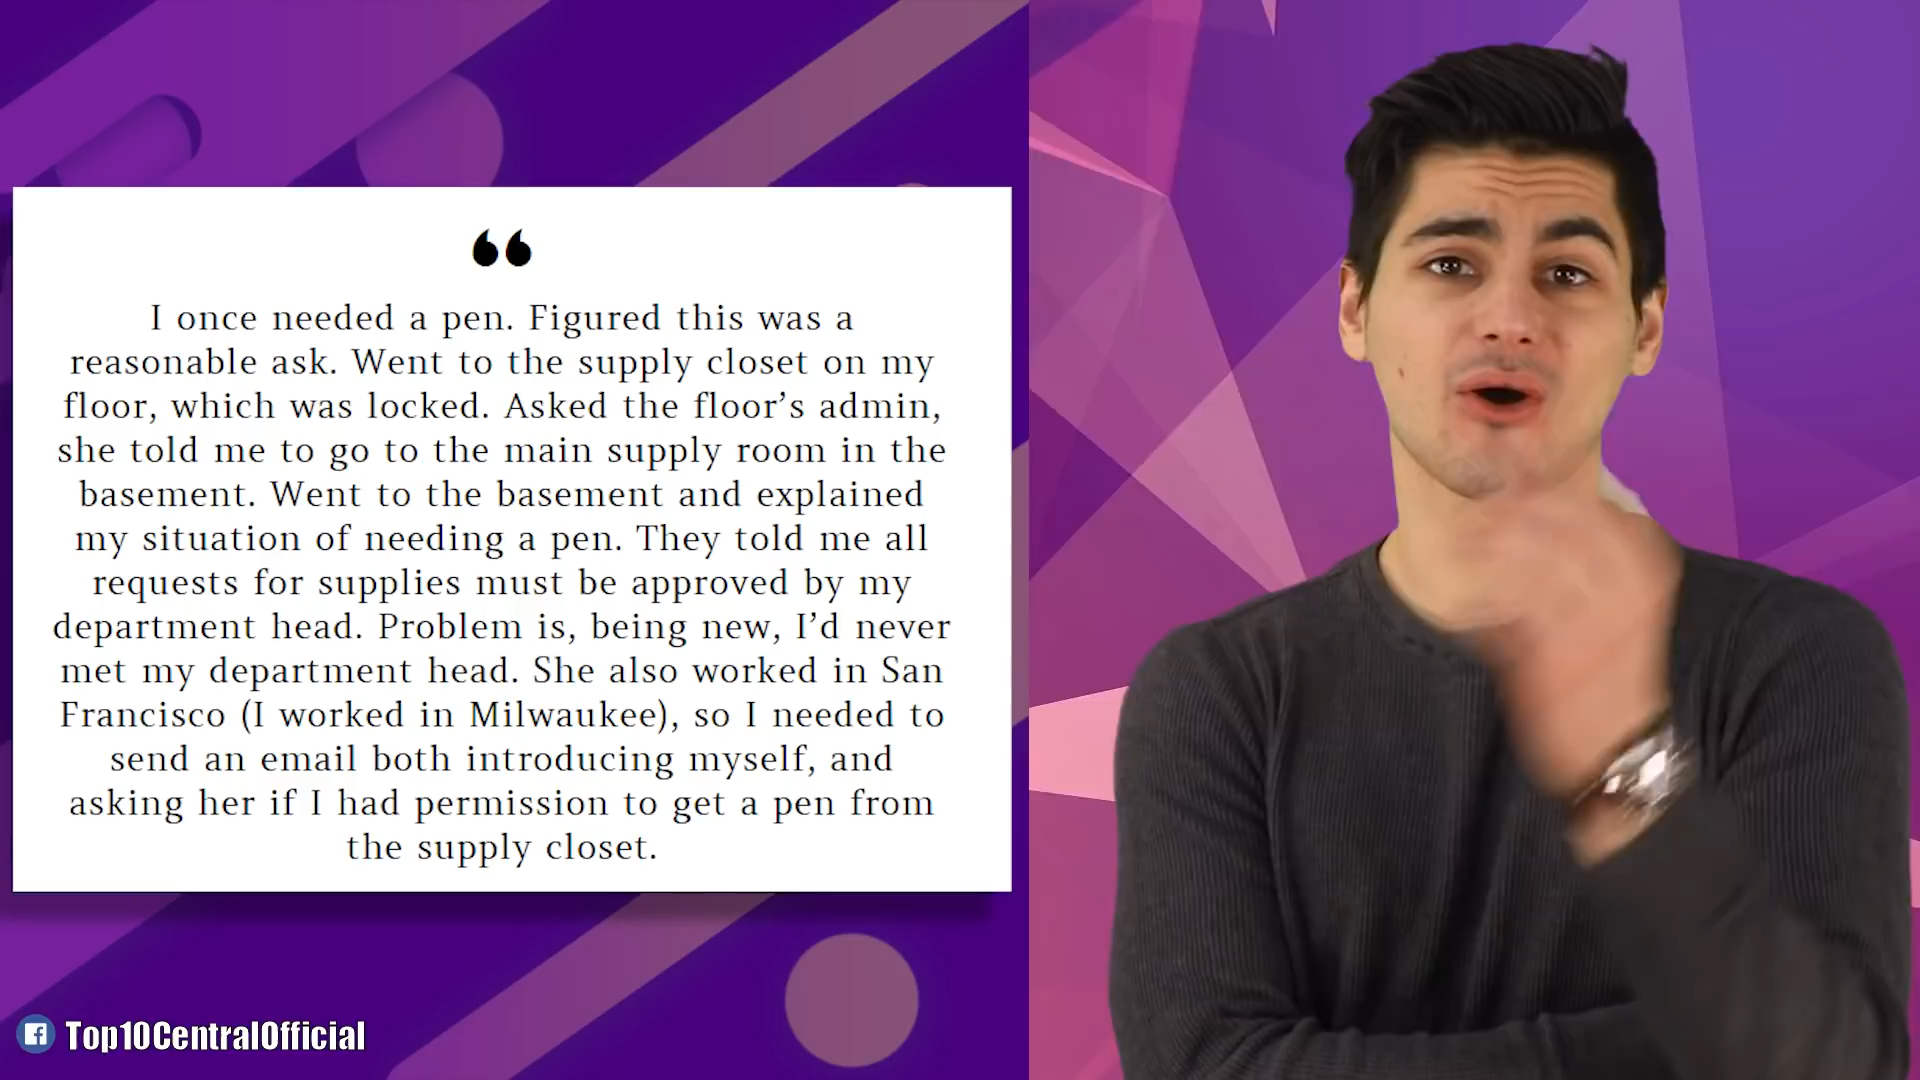 I once needed a pen. Figured this was a
reasonable ask. Went to the supply closet on my
floor, which was locked. Asked the floor’s admin,
she told me to go to the main supply room in the
basement. Went to the basement and explained
my situation of needing a pen. They told me all
requests for supplies must be approved by my
department head. Problem is, being new, I’d never
met my department head. She also worked in San
Francisco (I worked in Milwaukee), so I needed to
send an email both introducing myself, and
asking her if I had permission to get a pen from
the supply closet.
Top10CentralOfficial